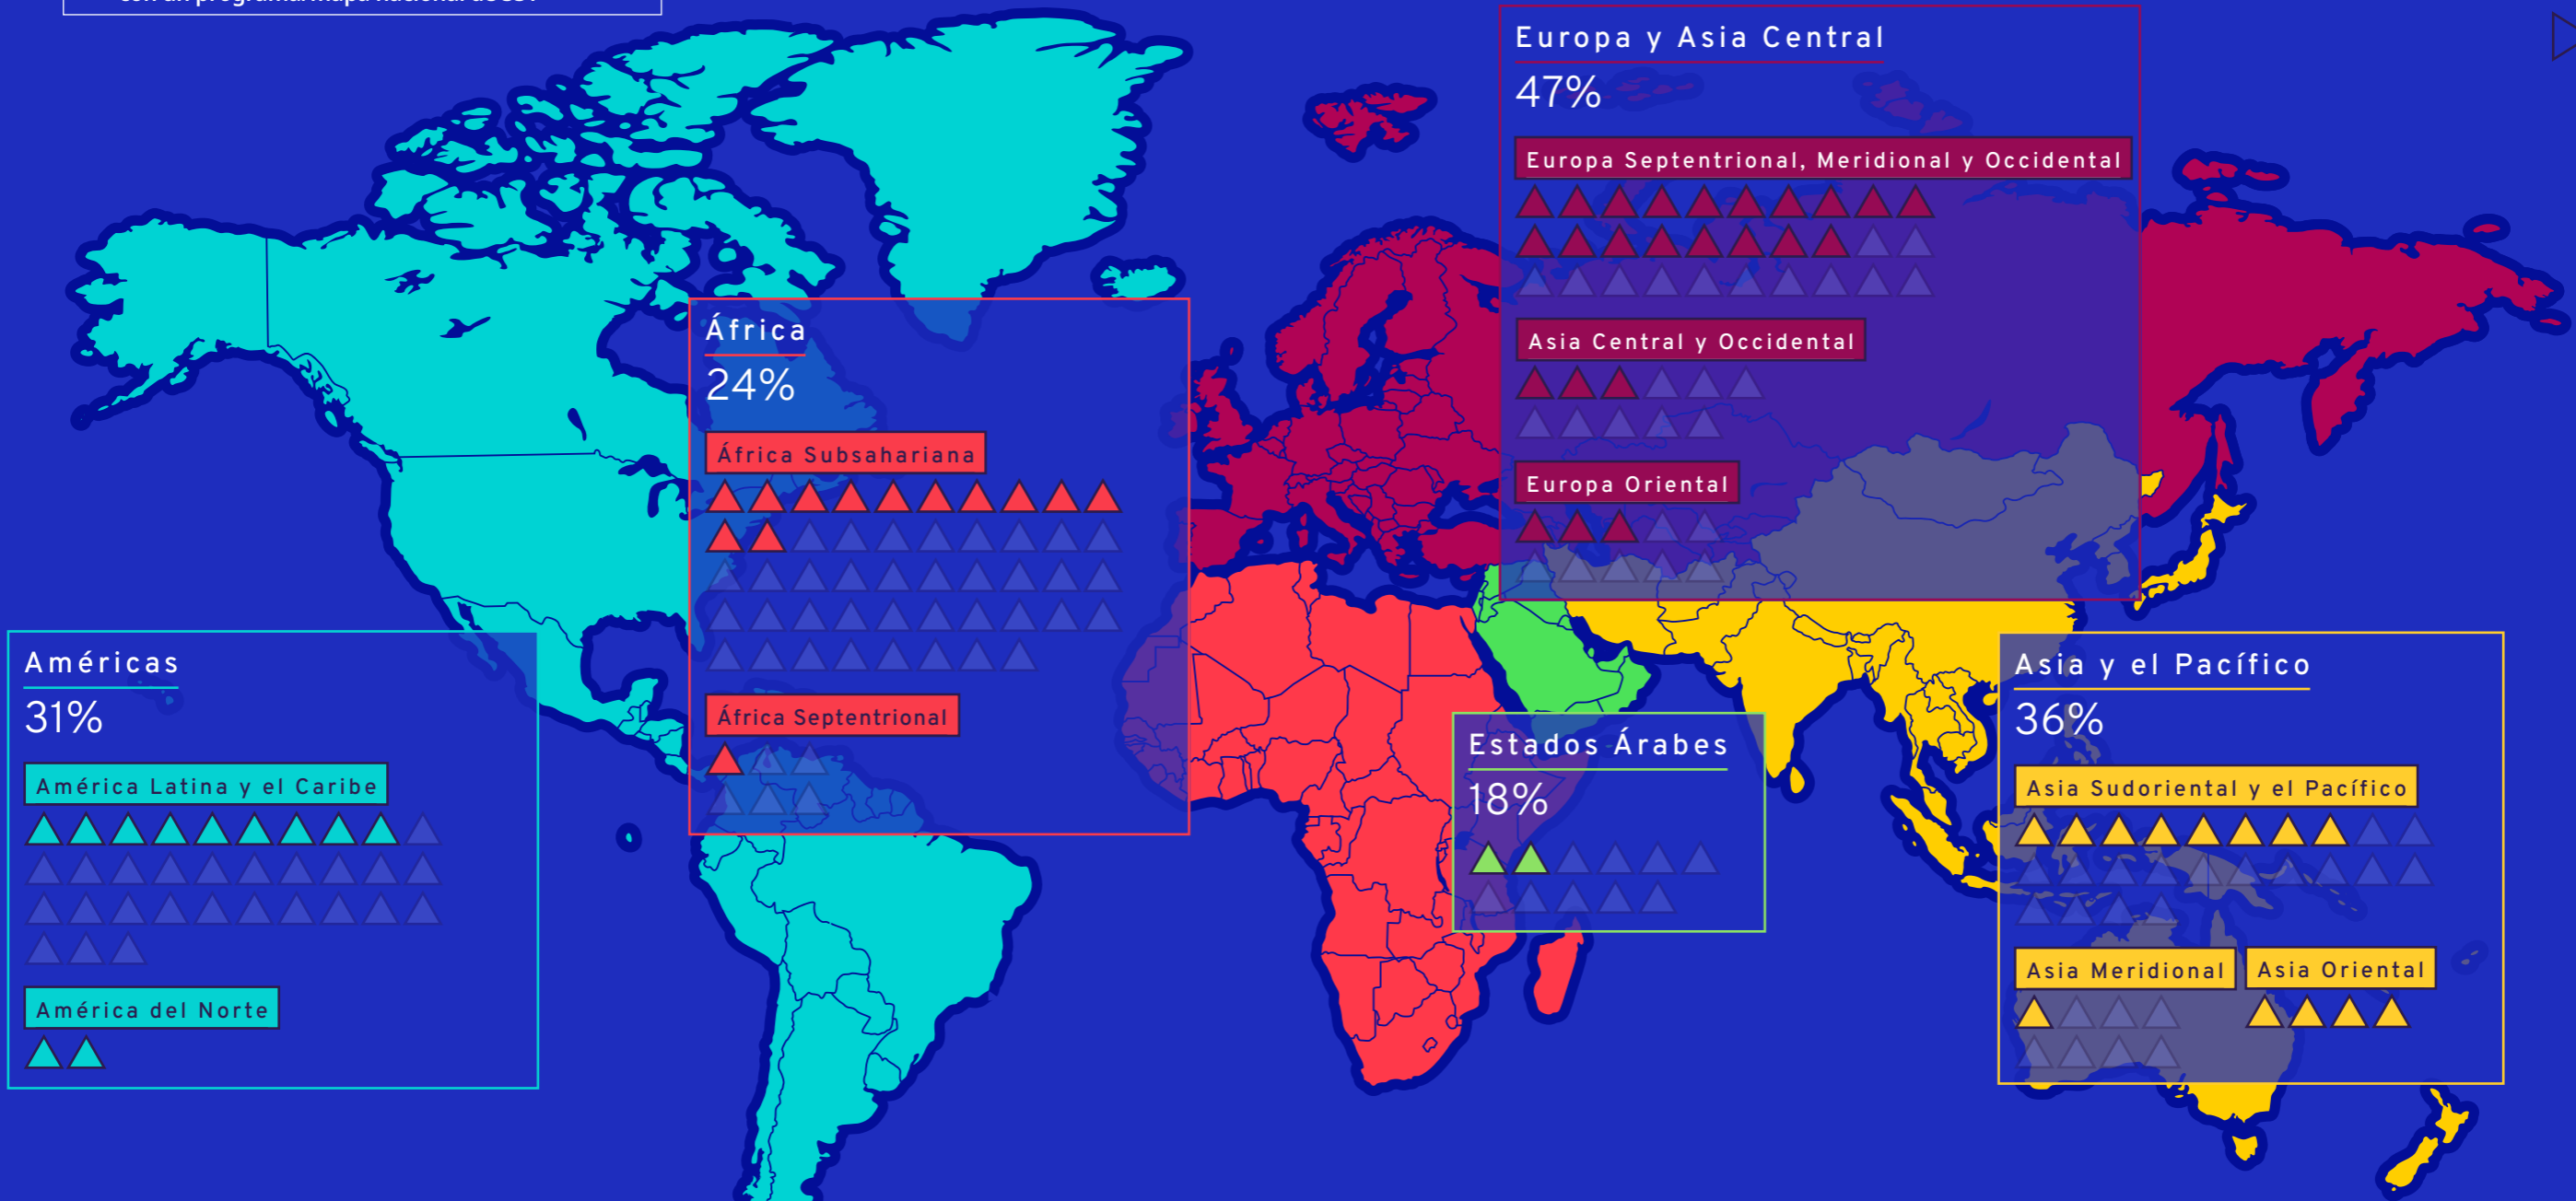 Europa y Asia Central
47%
Europa Septentrional, Meridional y Occidental
Asia Central y Occidental
Europa Oriental
África
24%
África Subsahariana
África Septentrional
Américas
31%
América Latina y el Caribe
América del Norte
Estados Árabes
18%
Asia y el Pacífico
36%
Asia Sudoriental y el Pacífico
Asia Meridional
Asia Oriental